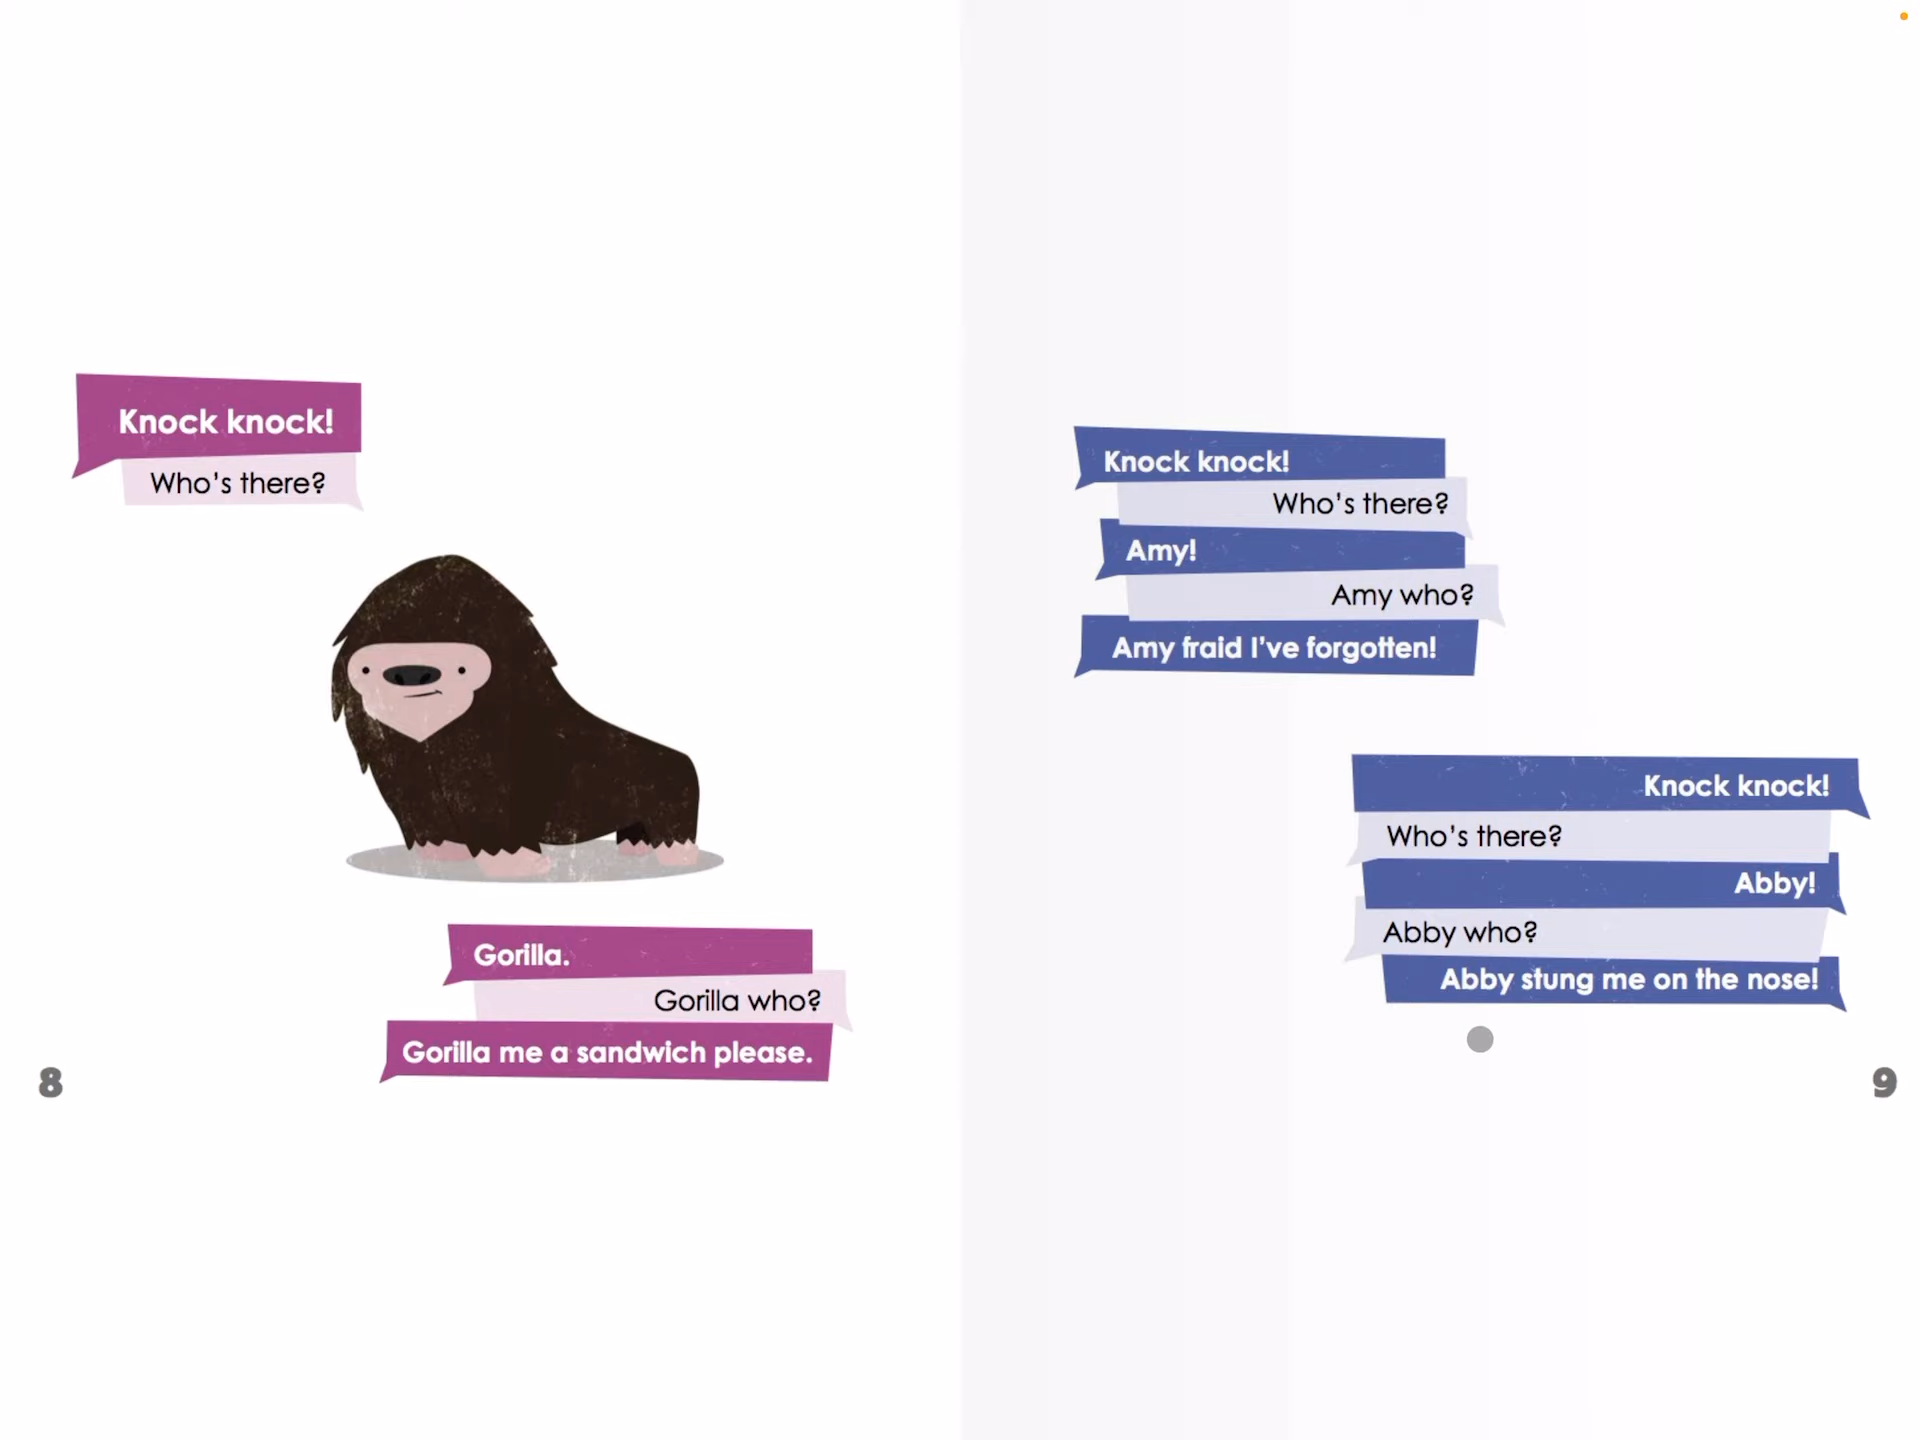 Knock knock!
Who's there?
Gorilla.
Gorilla who?
Gorilla me a sandwich please.
8
Knock knock!
Who's there?
Amy!
Amy who?
Amy fraid I've forgotten!
Knock knock!
Who's there?
Abby!
Abby who?
Abby stung me on the nose!
9